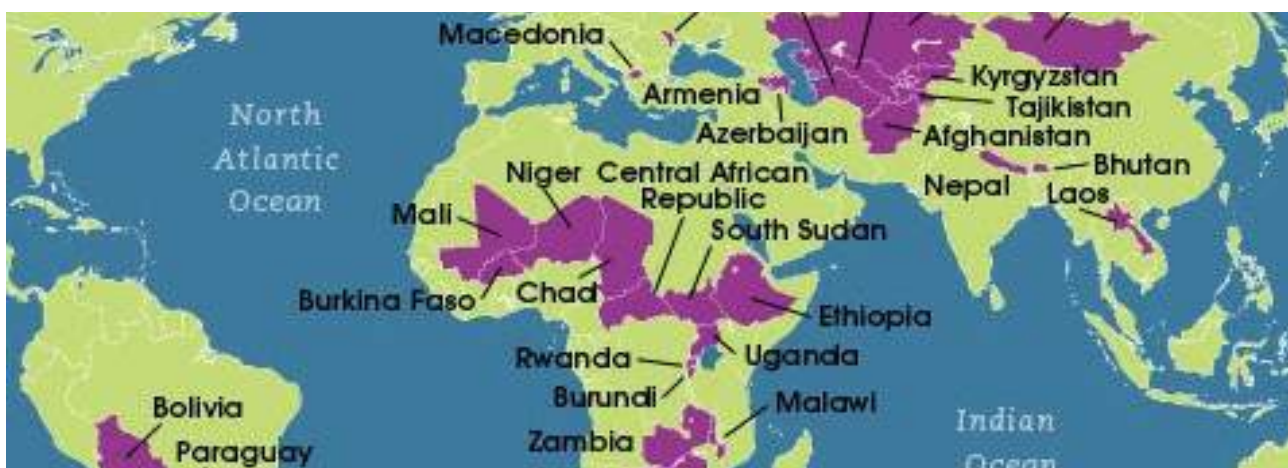 Macedonia
Armenia
Azerbaijan
Kyrgyzstan
Tajikistan
Afghanistan
Bhutan
Nepal
Laos
North
Atlantic
Ocean
Niger
Central African
Republic
Mali
South Sudan
Burkina Faso
Chad
Ethiopia
Rwanda
Uganda
Burundi
Malawi
Bolivia
Paraguay
Zambia
Indian
Ocean